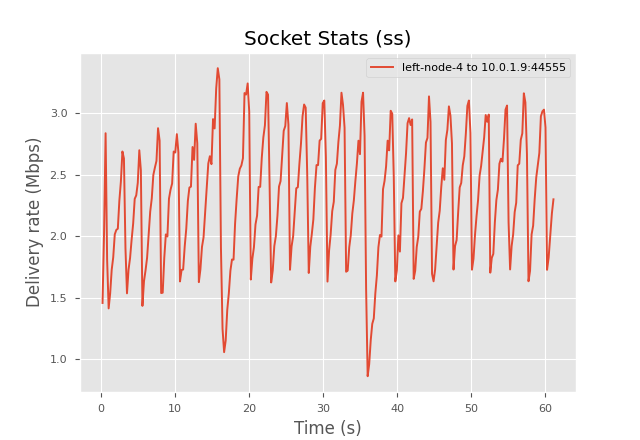 Socket Stats (ss)
left-node-4 to 10.0.1.9:44555
Delivery rate (Mbps)
3.0
2.5
2.0
1.5
1.0
0 10 20 30 40 50 60
Time (s)